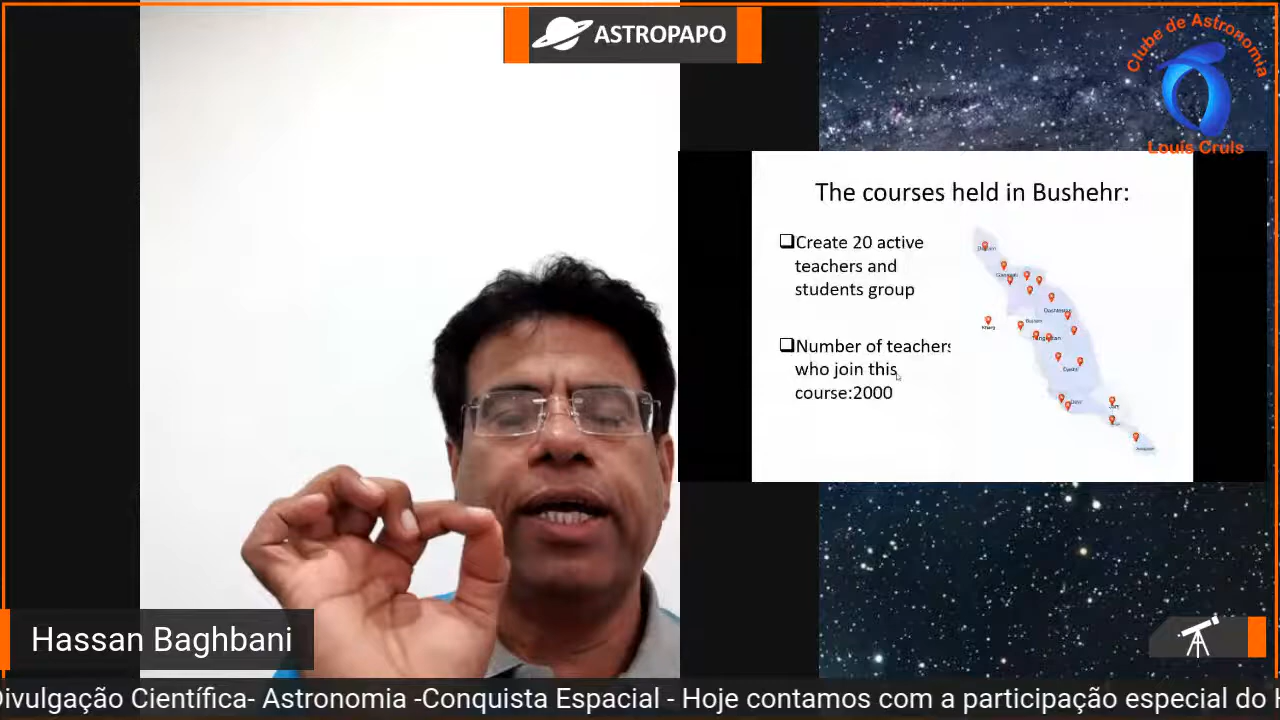 ASTROPAPO
Clube de Astronomia
Louis Cruls
The courses held in Bushehr:
❑Create 20 active
teachers and
students group
❑Number of teachers
who join this
course:2000
Hassan Baghbani
Divulgação Científica- Astronomia -Conquista Espacial - Hoje contamos com a participação especial do